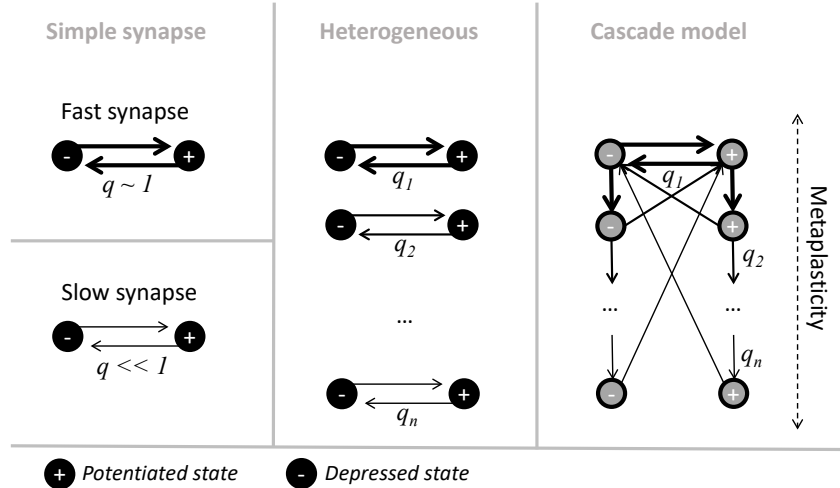 Simple synapse
Heterogeneous
Cascade model
Fast synapse
- +
q ~ 1
Slow synapse
- +
q << 1
- +
q1
- +
q2
...
- +
qn
- +
q1
- +
q2
... ...
qn
- +
Metaplasticity
+ Potentiated state
- Depressed state